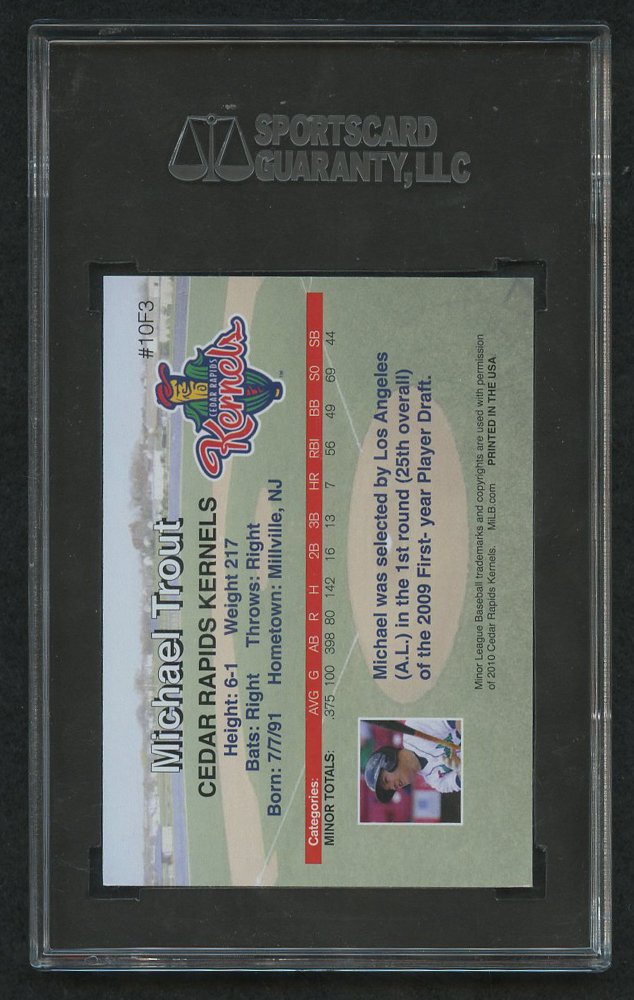 SPORTSCARD
GUARANTY, LLC
#10F3
Michael Trout
CEDAR RAPIDS
Kernels
TM
CEDAR RAPIDS KERNELS
Height: 6-1 Weight 217
Bats: Right Throws: Right
Born: 7/7/91 Hometown: Millville, NJ
Categories: AVG G AB R H 2B 3B HR RBI BB SO SB
MINOR TOTALS: .375 100 398 80 142 16 13 7 56 49 69 44
Michael was selected by Los Angeles
(A.L.) in the 1st round (25th overall)
of the 2009 First- year Player Draft.
Minor League Baseball trademarks and copyrights are used with permission
of 2010 Cedar Rapids Kernels. MiLB.com PRINTED IN THE USA.